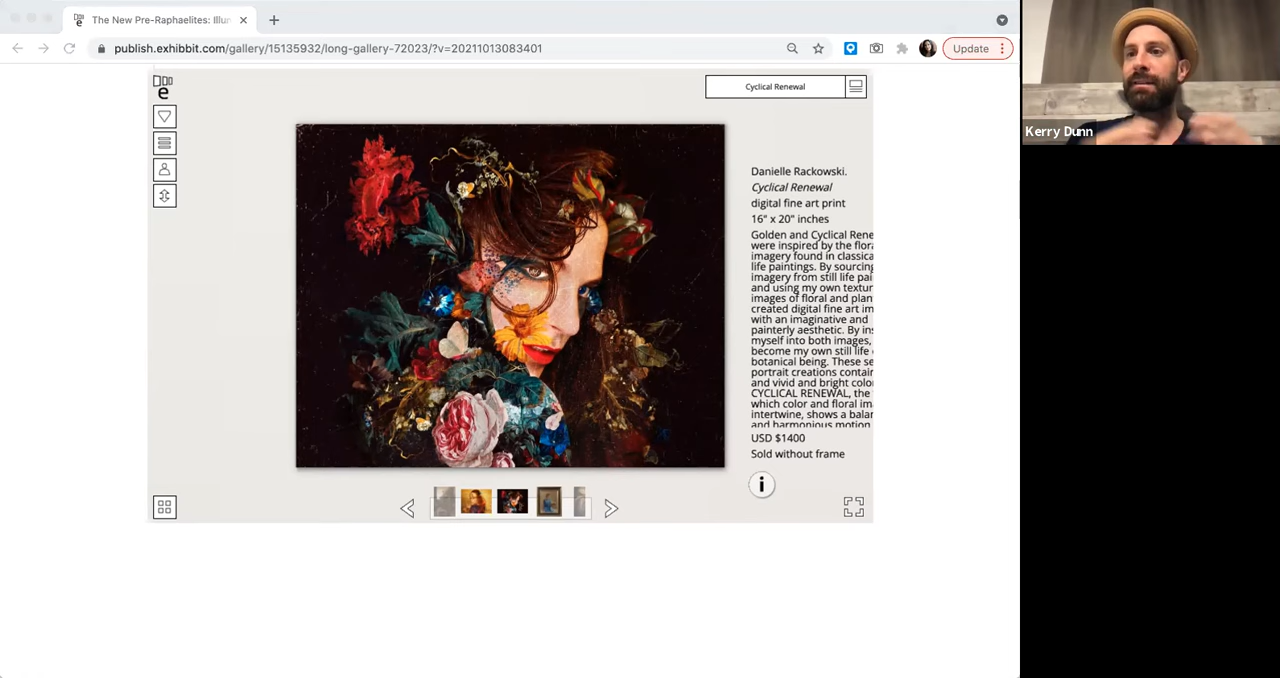 The New Pre-Raphaelites: Illun
publish.exhibbit.com/gallery/15135932/long-gallery-72023/?v=20211013083401
Update
e
Cyclical Renewal
Danielle Rackowski.
Cyclical Renewal
digital fine art print
16" x 20" inches
Golden and Cyclical Rene
were inspired by the flora
imagery found in classica
life paintings. By sourcing
imagery from still life pai
and using my own textur
images of floral and plan
created digital fine art im
with an imaginative and
painterly aesthetic. By ins
myself into both images,
become my own still life
botanical being. These se
portrait creations contain
and vivid and bright color
CYCLICAL RENEWAL, the
which color and floral im
intertwine, shows a balan
and harmonious motion
USD $1400
Sold without frame
i
Kerry Dunn